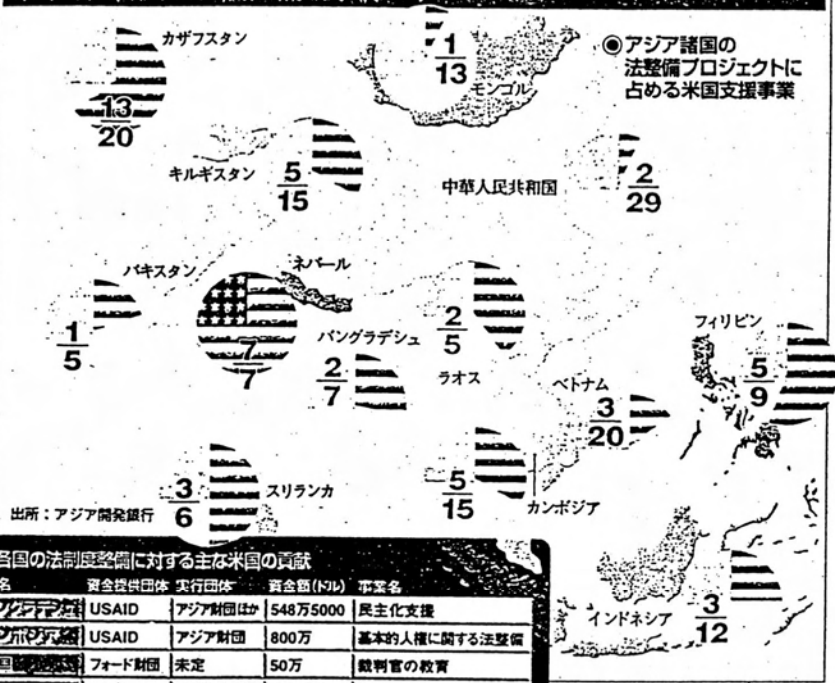 ◉アジア諸国の
法整備プロジェクトに
占める米国支援事業
カザフスタン
13
20
1
13
モンゴル
キルギスタン
5
15
中華人民共和国
2
29
パキスタン
1
5
ネパール
7
7
バングラデシュ
2
7
2
5
ラオス
ベトナム
3
20
フィリピン
5
9
3
6
スリランカ
5
15
カンボジア
インドネシア
3
12
出所：アジア開発銀行
各国の法制度整備に対する主な米国の貢献
名 資金提供団体 実行団体 資金額(ドル) 事業名
USAID アジア財団ほか 548万5000 民主化支援
USAID アジア財団 800万 基本的人権に関する法整備
フォード財団 未定 50万 裁判官の教育